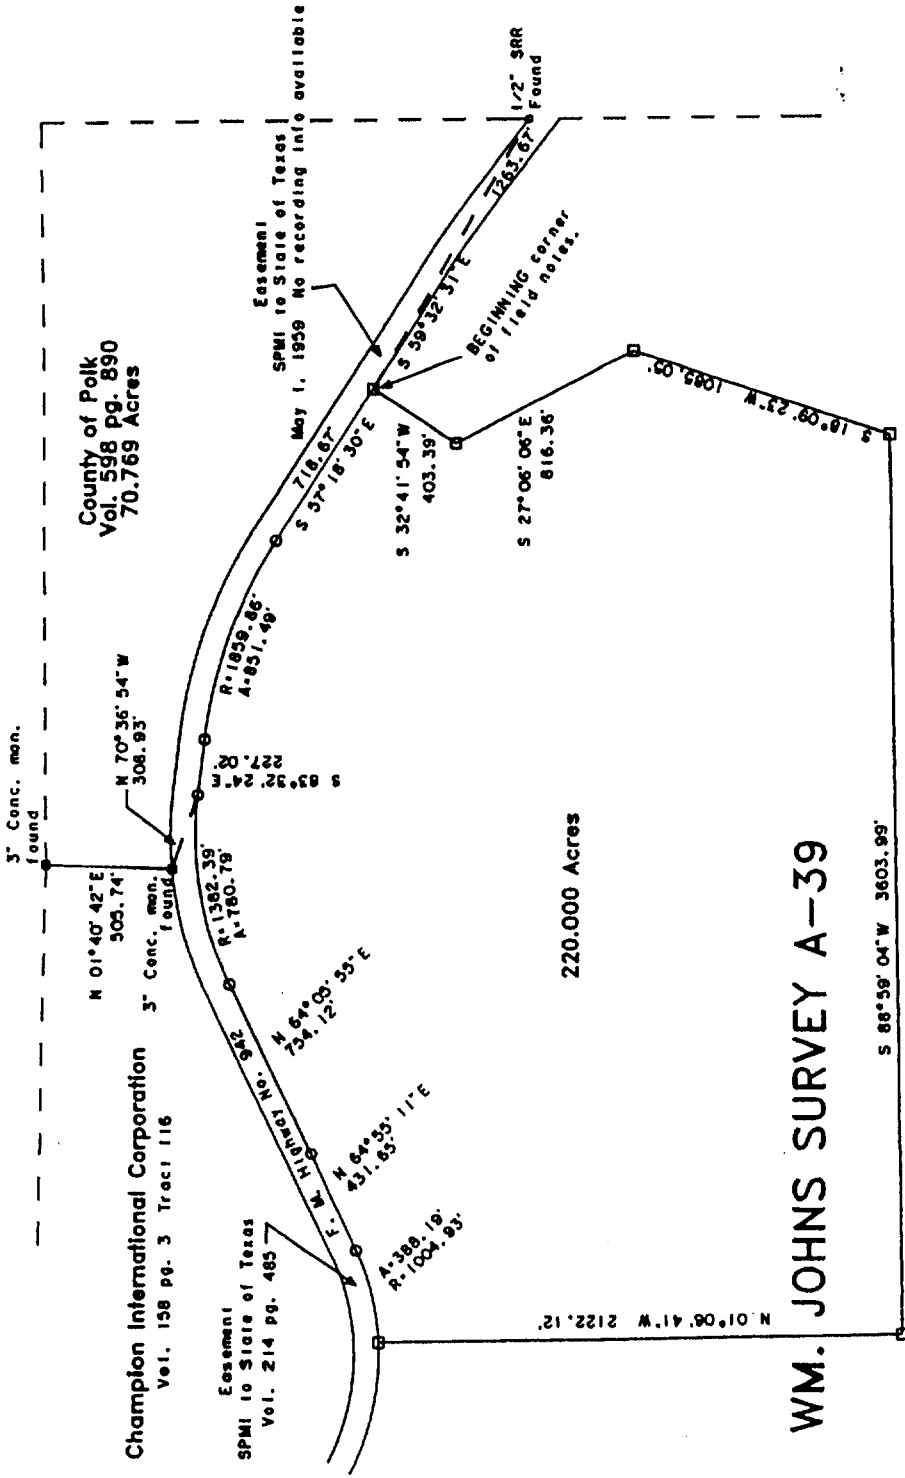 3" Conc. mon.
found
County of Polk
Vol. 598 pg. 890
70.769 Acres
Champion International Corporation
Vol. 158 pg. 3 Tract 116
N 01°40'42"E
505.74'
3" Conc. mon.
found
N 70°36'54"W
308.93'
Easement
SPMI to State of Texas
May 1, 1959 No recording info available
1/2" SRR
Found
Easement
SPMI to State of Texas
Vol. 214 pg. 485
F. M. Highway No. 942
A=388.19'
R=1004.93'
N 64°55'11"E
431.65'
N 64°05'55"E
754.12'
R=1382.39'
A=780.79'
S 83°32'24"E
227.02'
R=1859.86'
A=851.49'
718.67'
S 57°18'30"E
S 59°32'31"E
1263.67'
BEGINNING corner
of field notes.
S 32°41'54"W
403.39'
S 27°06'06"E
816.36'
S 18°09'23"W
1085.05'
220.000 Acres
N 01°06'41"W 2122.12'
S 88°59'04"W 3603.99'
WM. JOHNS SURVEY A-39